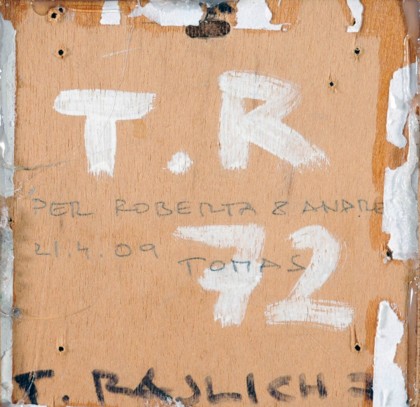 T.R
PER ROBERTA & ANDRE
21.4.09 TOMAS
72
T. RAJLICH